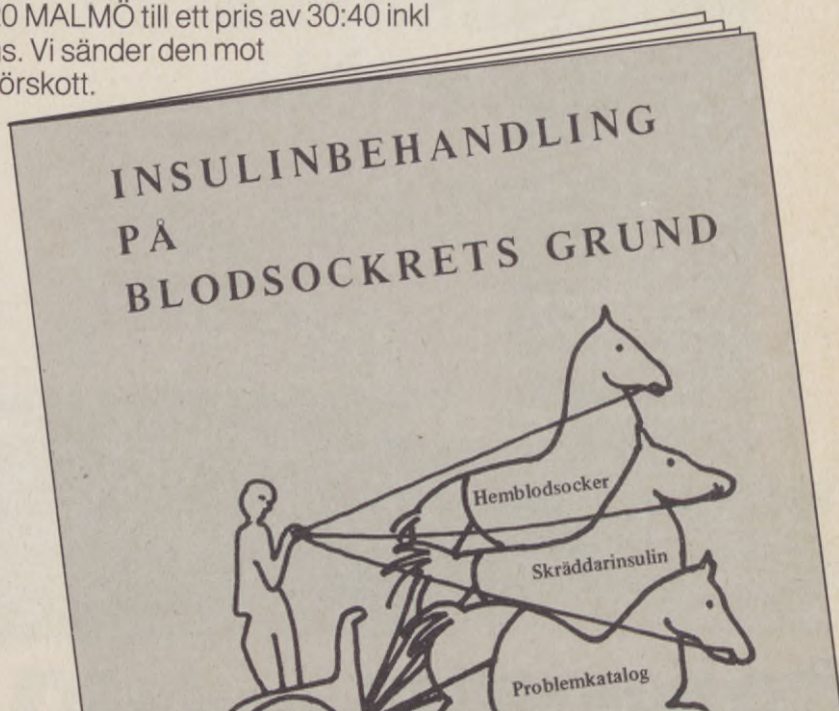 MALMÖ till ett pris av 30:40 inkl
Vi sänder den mot
INSULINBEHANDLING
PÅ
BLODSOCKRETS GRUND
Hemblodsocker
Skräddarinsulin
Problemkatalog